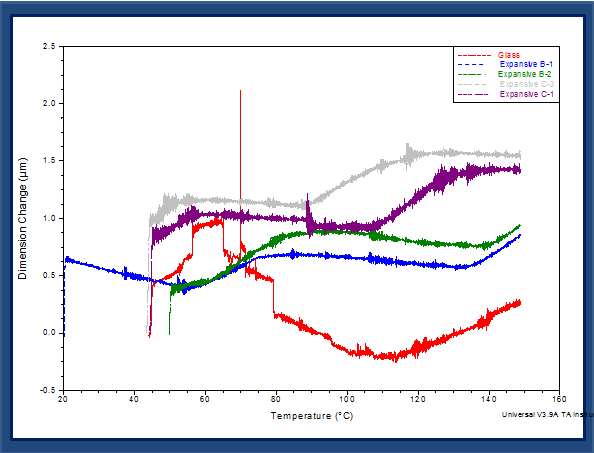 2.5
2.0
1.5
1.0
0.5
0.0
-0.5
Dimension Change (µm)
Glass
Expansive B-1
Expansive B-2
Expansive C-3
Expansive C-1
20 40 60 80 100 120 140 160
Temperature (°C)
Universal V3.9A TA Instru